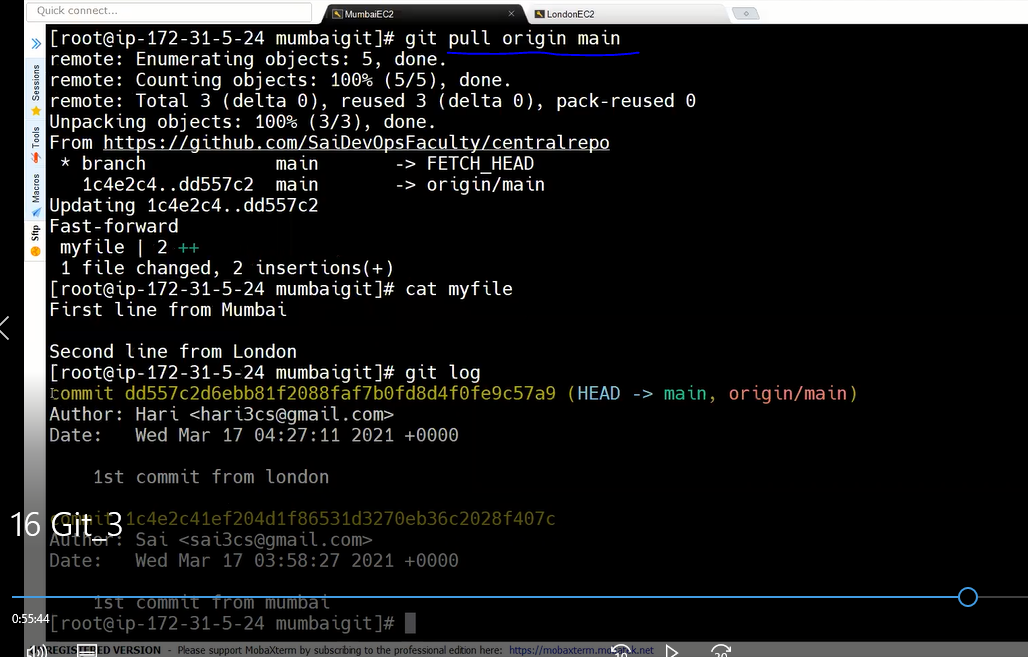 Quick connect...
MumbaiEC2
LondonEC2
Sessions
Tools
Macros
Sftp
[root@ip-172-31-5-24 mumbaigit]# git pull origin main
remote: Enumerating objects: 5, done.
remote: Counting objects: 100% (5/5), done.
remote: Total 3 (delta 0), reused 3 (delta 0), pack-reused 0
Unpacking objects: 100% (3/3), done.
From https://github.com/SaiDevOpsFaculty/centralrepo
 * branch            main       -> FETCH_HEAD
   1c4e2c4..dd557c2  main       -> origin/main
Updating 1c4e2c4..dd557c2
Fast-forward
 myfile | 2 ++
 1 file changed, 2 insertions(+)
[root@ip-172-31-5-24 mumbaigit]# cat myfile
First line from Mumbai
Second line from London
[root@ip-172-31-5-24 mumbaigit]# git log
commit dd557c2d6ebb81f2088faf7b0fd8d4f0fe9c57a9 (HEAD -> main, origin/main)
Author: Hari <hari3cs@gmail.com>
Date:   Wed Mar 17 04:27:11 2021 +0000
    1st commit from london
commit 1c4e2c41ef204d1f86531d3270eb36c2028f407c
16 Git_3
Author: Sai <sai3cs@gmail.com>
Date:   Wed Mar 17 03:58:27 2021 +0000
    1st commit from mumbai
0:55:44
[root@ip-172-31-5-24 mumbaigit]#
UNREGISTERED VERSION - Please support MobaXterm by subscribing to the professional edition here: https://mobaxterm.mobatek.net